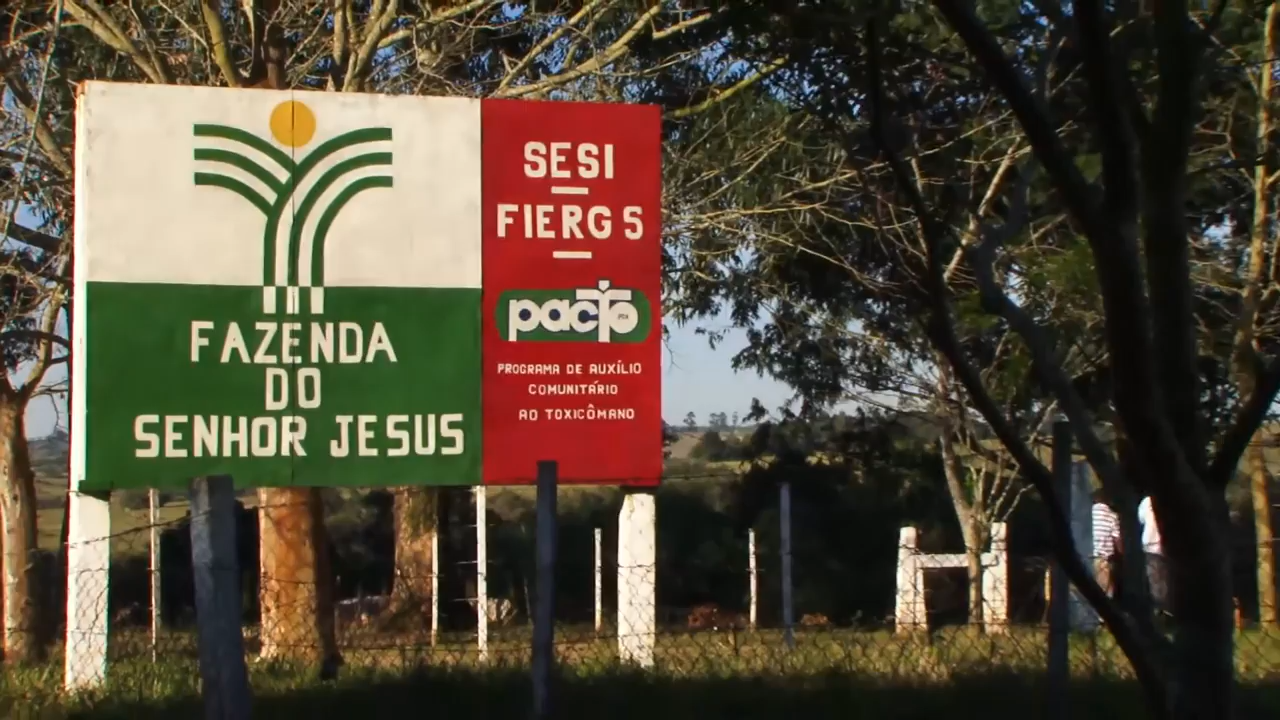 FAZENDA
DO
SENHOR JESUS
SESI
FIERGS
pacto
PROGRAMA DE AUXÍLIO
COMUNITÁRIO
AO TOXICÔMANO